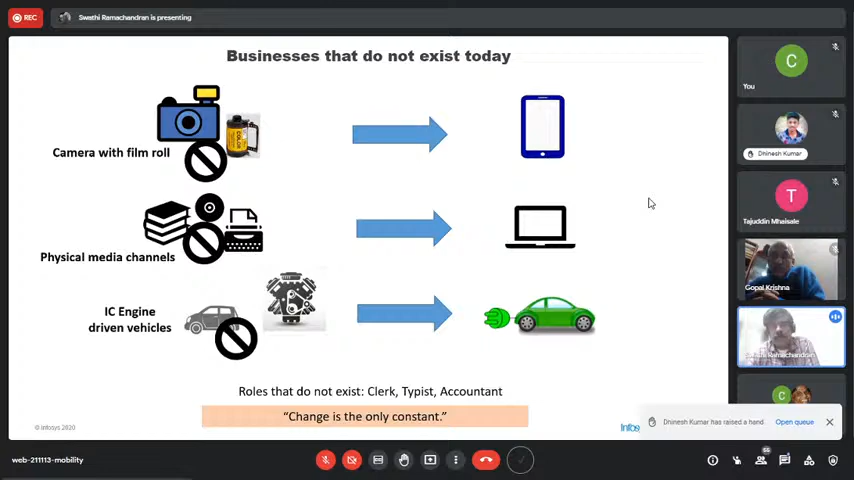 REC
Swathi Ramachandran is presenting
Businesses that do not exist today
Camera with film roll
Physical media channels
IC Engine
driven vehicles
Roles that do not exist: Clerk, Typist, Accountant
“Change is the only constant.”
© Infosys 2020
C
You
Dhinesh Kumar
T
Tajuddin Mhaisale
Gopal Krishna
Swathi Ramachandran
C
Dhinesh Kumar has raised a hand
Open queue
web-211113-mobility